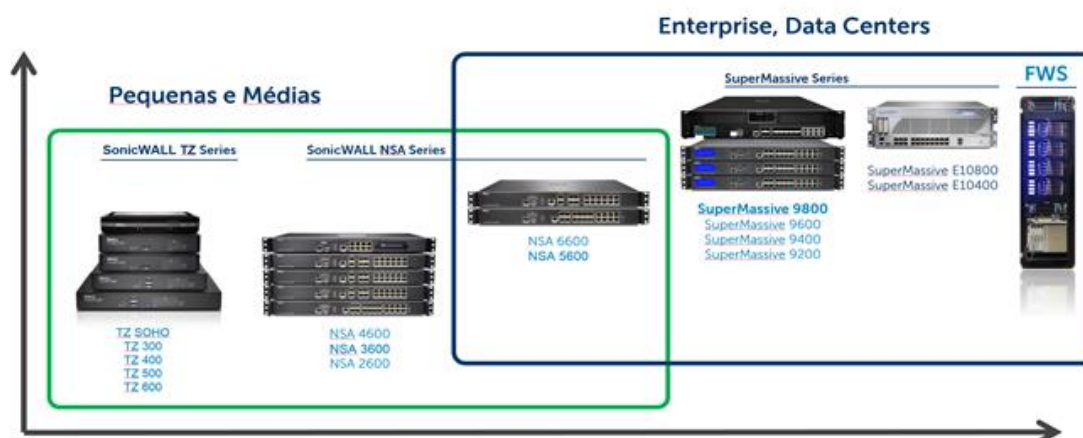 Enterprise, Data Centers
Pequenas e Médias
SonicWALL TZ Series
SonicWALL NSA Series
SuperMassive Series
FWS
TZ SOHO
TZ 300
TZ 400
TZ 500
TZ 600
NSA 4600
NSA 3600
NSA 2600
NSA 6600
NSA 5600
SuperMassive 9800
SuperMassive 9600
SuperMassive 9400
SuperMassive 9200
SuperMassive E10800
SuperMassive E10400